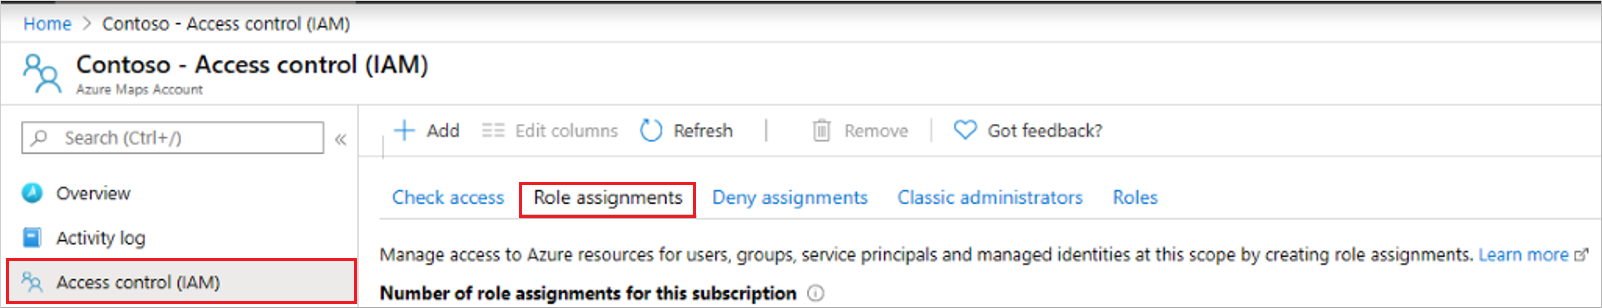 Home > Contoso - Access control (IAM)
Contoso - Access control (IAM)
Azure Maps Account
Search (Ctrl+/)
«
Add Edit columns Refresh Remove Got feedback?
Overview
Check access Role assignments Deny assignments Classic administrators Roles
Activity log
Manage access to Azure resources for users, groups, service principals and managed identities at this scope by creating role assignments. Learn more
Access control (IAM)
Number of role assignments for this subscription